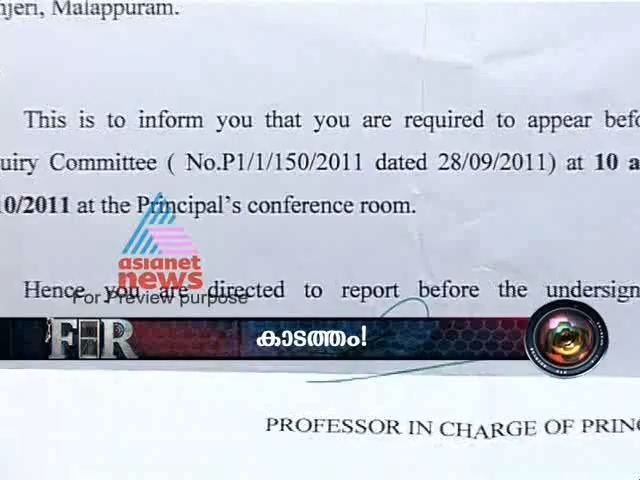 njeri, Malappuram.
This is to inform you that you are required to appear befo
uiry Committee ( No.P1/1/150/2011 dated 28/09/2011) at 10 a
10/2011 at the Principal's conference room.
asianet
news
Hence you are directed to report before the undersign
For Preview purpose
FIR
കാടത്തം!
PROFESSOR IN CHARGE OF PRINC